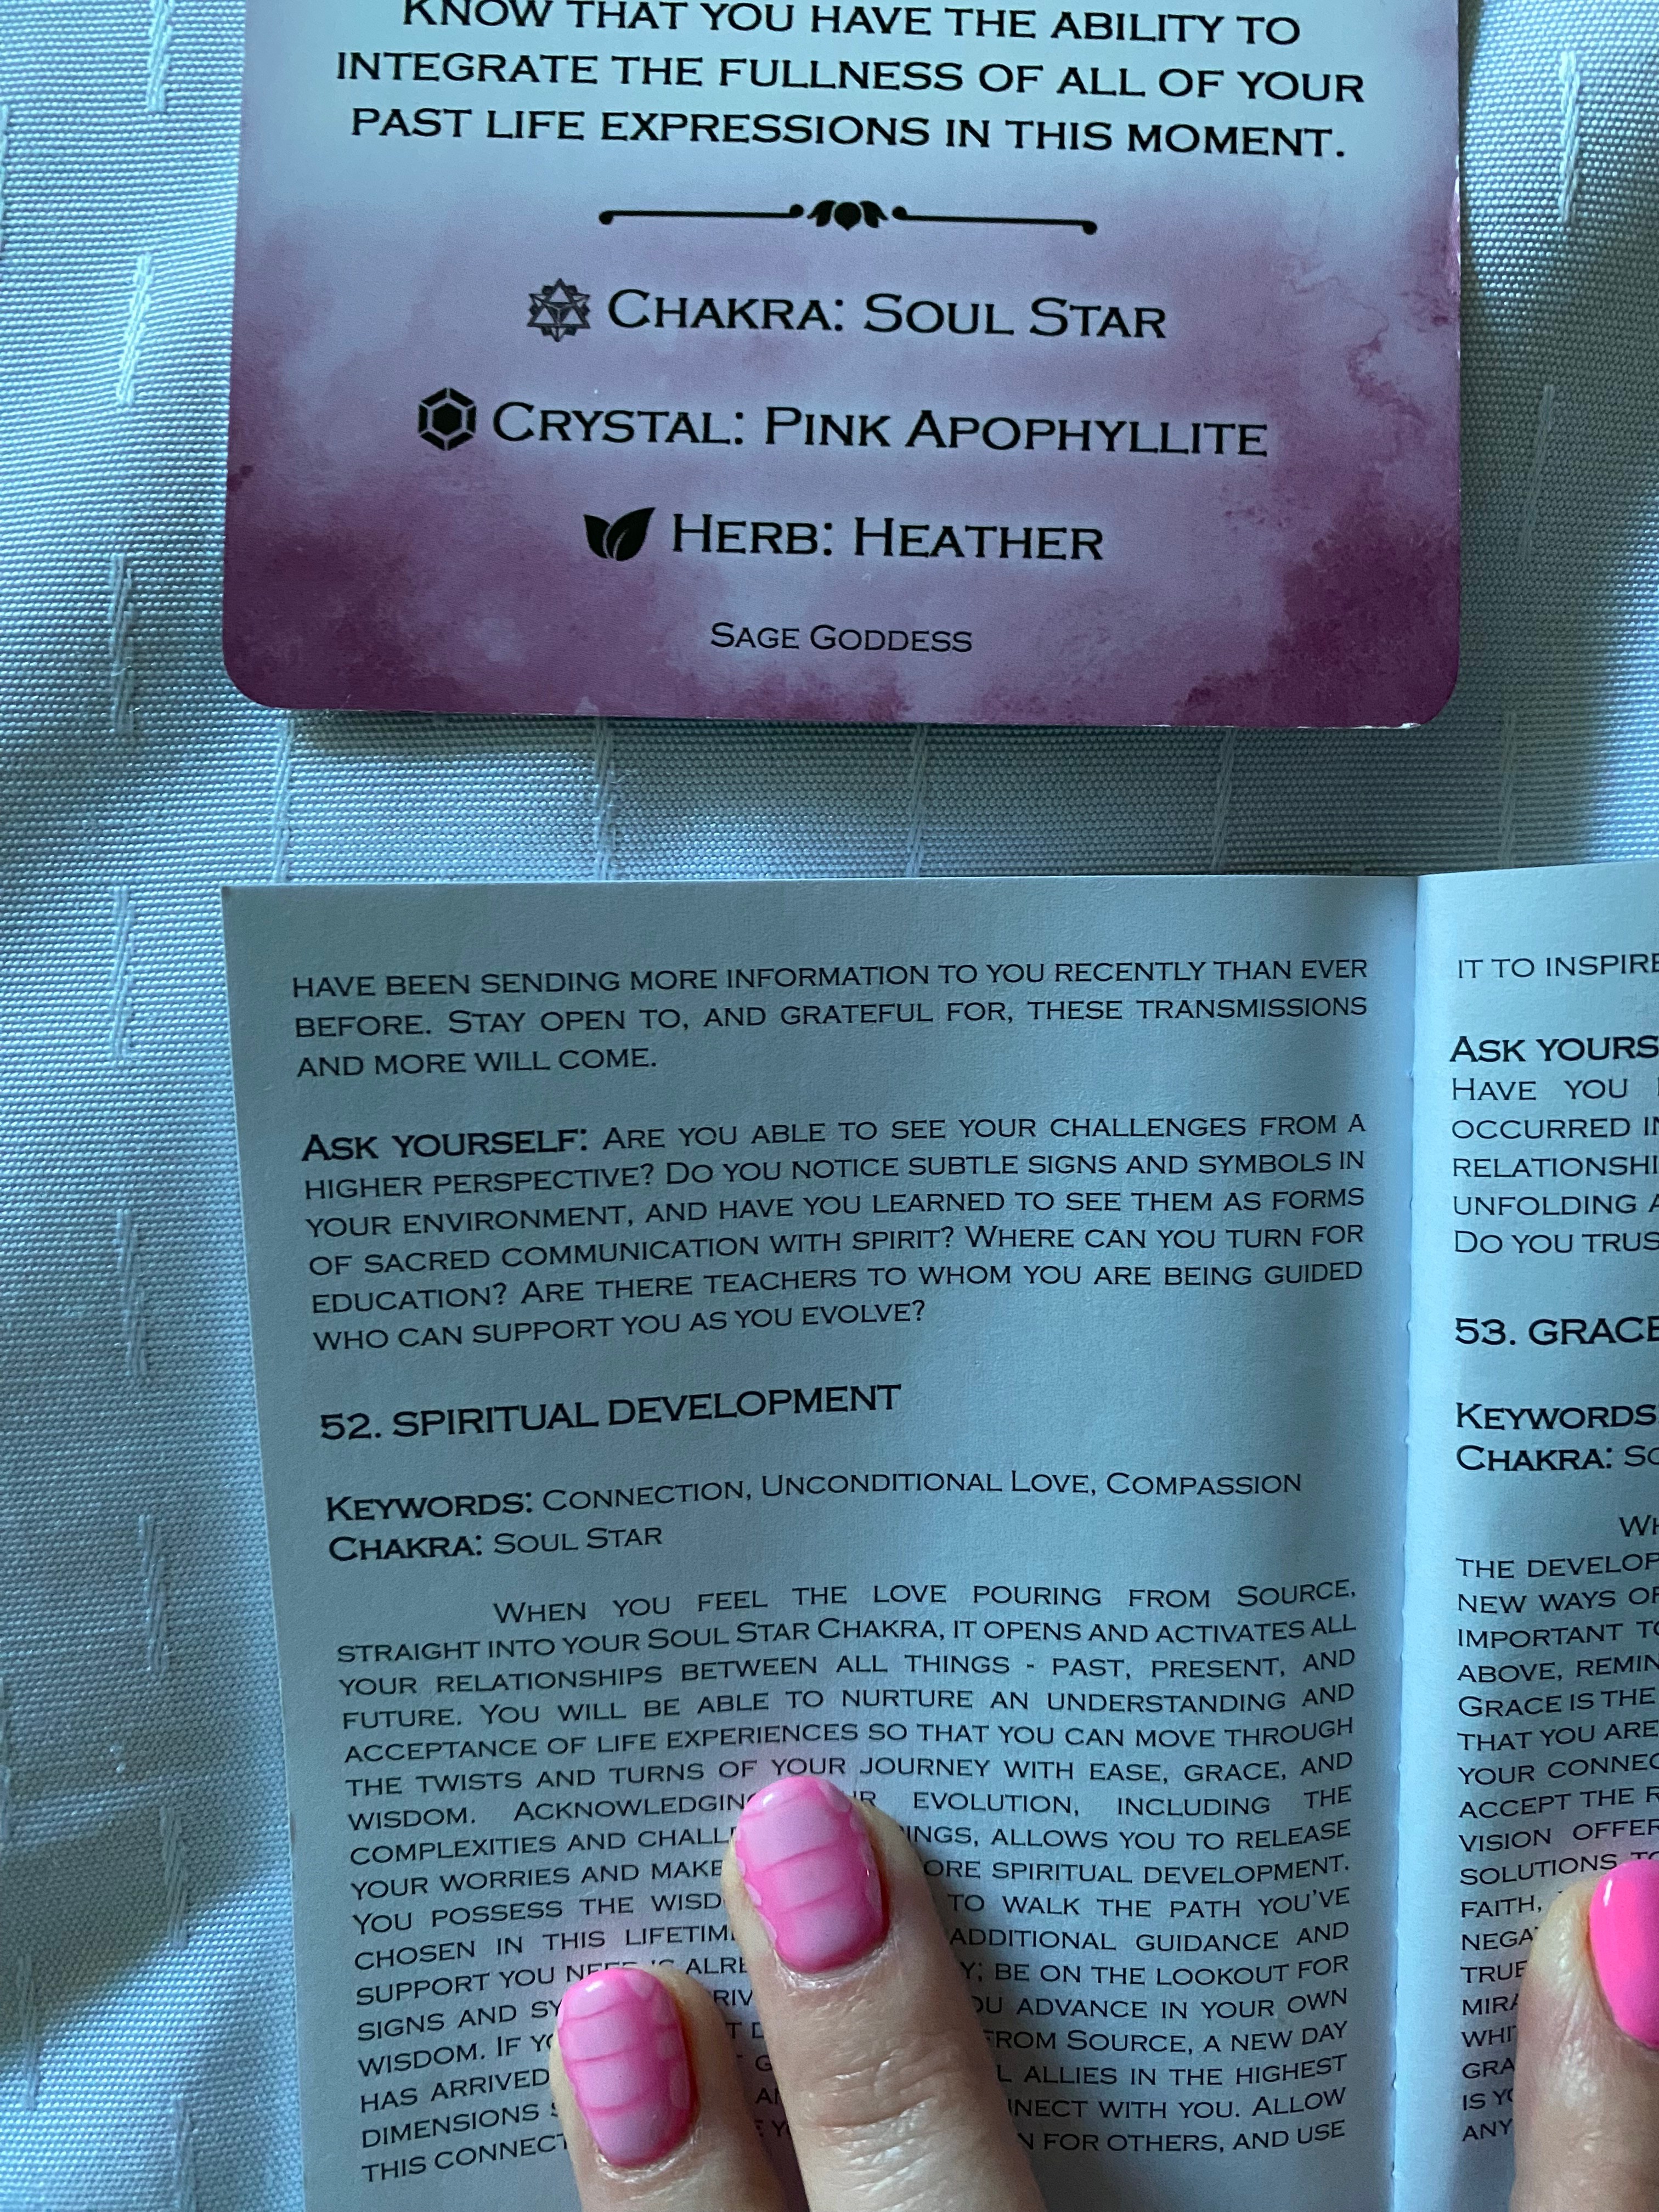 KNOW THAT YOU HAVE THE ABILITY TO
INTEGRATE THE FULLNESS OF ALL OF YOUR
PAST LIFE EXPRESSIONS IN THIS MOMENT.
CHAKRA: SOUL STAR
CRYSTAL: PINK APOPHYLLITE
HERB: HEATHER
SAGE GODDESS
HAVE BEEN SENDING MORE INFORMATION TO YOU RECENTLY THAN EVER
BEFORE. STAY OPEN TO, AND GRATEFUL FOR, THESE TRANSMISSIONS
AND MORE WILL COME.
ASK YOURSELF: ARE YOU ABLE TO SEE YOUR CHALLENGES FROM A
HIGHER PERSPECTIVE? DO YOU NOTICE SUBTLE SIGNS AND SYMBOLS IN
YOUR ENVIRONMENT, AND HAVE YOU LEARNED TO SEE THEM AS FORMS
OF SACRED COMMUNICATION WITH SPIRIT? WHERE CAN YOU TURN FOR
EDUCATION? ARE THERE TEACHERS TO WHOM YOU ARE BEING GUIDED
WHO CAN SUPPORT YOU AS YOU EVOLVE?
52. SPIRITUAL DEVELOPMENT
KEYWORDS: CONNECTION, UNCONDITIONAL LOVE, COMPASSION
CHAKRA: SOUL STAR
WHEN YOU FEEL THE LOVE POURING FROM SOURCE,
STRAIGHT INTO YOUR SOUL STAR CHAKRA, IT OPENS AND ACTIVATES ALL
YOUR RELATIONSHIPS BETWEEN ALL THINGS - PAST, PRESENT, AND
FUTURE. YOU WILL BE ABLE TO NURTURE AN UNDERSTANDING AND
ACCEPTANCE OF LIFE EXPERIENCES SO THAT YOU CAN MOVE THROUGH
THE TWISTS AND TURNS OF YOUR JOURNEY WITH EASE, GRACE, AND
WISDOM. ACKNOWLEDGING EVOLUTION, INCLUDING THE
COMPLEXITIES AND ALLOWS YOU TO RELEASE
YOUR WORRIES AND MAKE SPIRITUAL DEVELOPMENT.
YOU POSSESS THE TO WALK THE PATH YOU'VE
CHOSEN IN THIS ADDITIONAL GUIDANCE AND
SUPPORT YOU BE ON THE LOOKOUT FOR
SIGNS AND ADVANCE IN YOUR OWN
WISDOM. IF SOURCE, A NEW DAY
HAS ARRIVED ALLIES IN THE HIGHEST
DIMENSIONS WITH YOU. ALLOW
THIS FOR OTHERS, AND USE
IT TO INSPIRE
ASK
HAVE YOU
OCCURRED
UNFOLDING
DO YOU
53. GRACE
KEYWORDS
CHAKRA:
THE
NEW WAYS
IMPORTANT
ABOVE,
GRACE IS THE
THAT YOU ARE
YOUR
ACCEPT THE
VISION
SOLUTIONS
FAITH,
TRUE